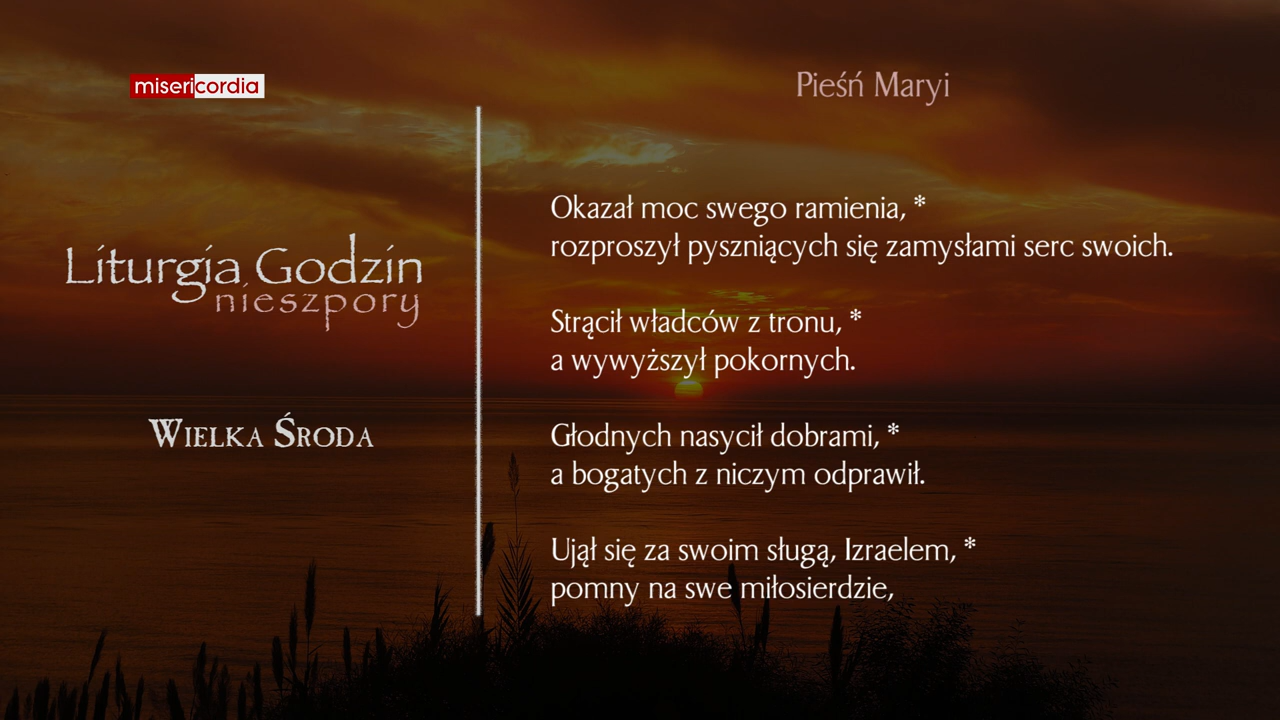 misericordia
Liturgia Godzin
nieszpory
Wielka Środa
Pieśń Maryi
Okazał moc swego ramienia, *
rozproszył pyszniących się zamysłami serc swoich.
Strącił władców z tronu, *
a wywyższył pokornych.
Głodnych nasycił dobrami, *
a bogatych z niczym odprawił.
Ujął się za swoim sługą, Izraelem, *
pomny na swe miłosierdzie,